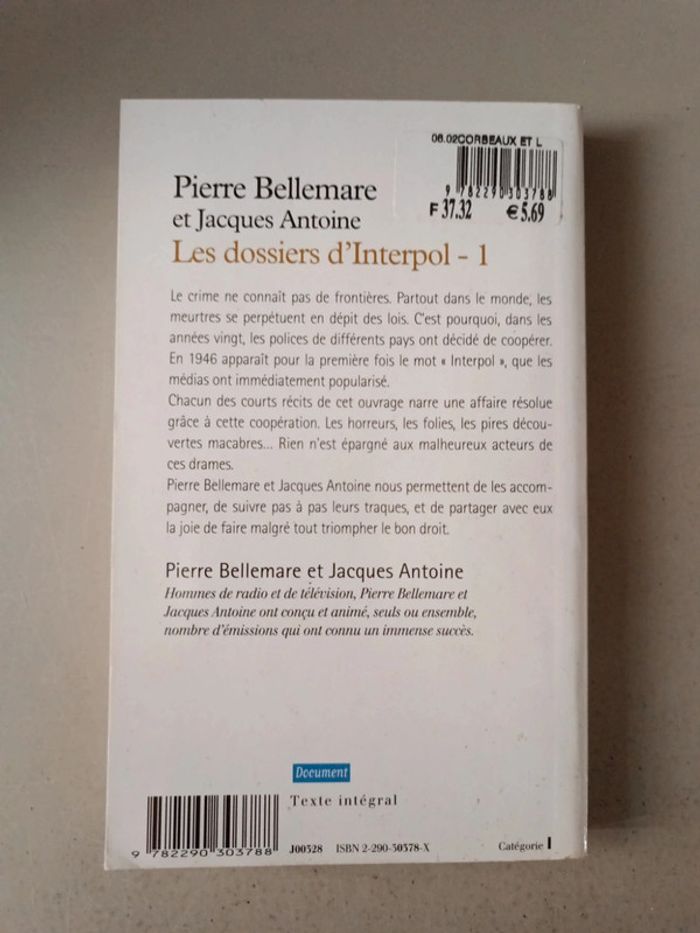 06.02CORBEAUX ET L
9 782290 303788
F 37.32 € 5.69
Pierre Bellemare
et Jacques Antoine
Les dossiers d'Interpol - 1
Le crime ne connaît pas de frontières. Partout dans le monde, les
meurtres se perpétuent en dépit des lois. C'est pourquoi, dans les
années vingt, les polices de différents pays ont décidé de coopérer.
En 1946 apparaît pour la première fois le mot « Interpol », que les
médias ont immédiatement popularisé.
Chacun des courts récits de cet ouvrage narre une affaire résolue
grâce à cette coopération. Les horreurs, les folies, les pires décou-
vertes macabres... Rien n'est épargné aux malheureux acteurs de
ces drames.
Pierre Bellemare et Jacques Antoine nous permettent de les accom-
pagner, de suivre pas à pas leurs traques, et de partager avec eux
la joie de faire malgré tout triompher le bon droit.
Pierre Bellemare et Jacques Antoine
Hommes de radio et de télévision, Pierre Bellemare et
Jacques Antoine ont conçu et animé, seuls ou ensemble,
nombre d'émissions qui ont connu un immense succès.
Document
Texte intégral
9 782290 303788 J00328 ISBN 2-290-30378-X Catégorie I